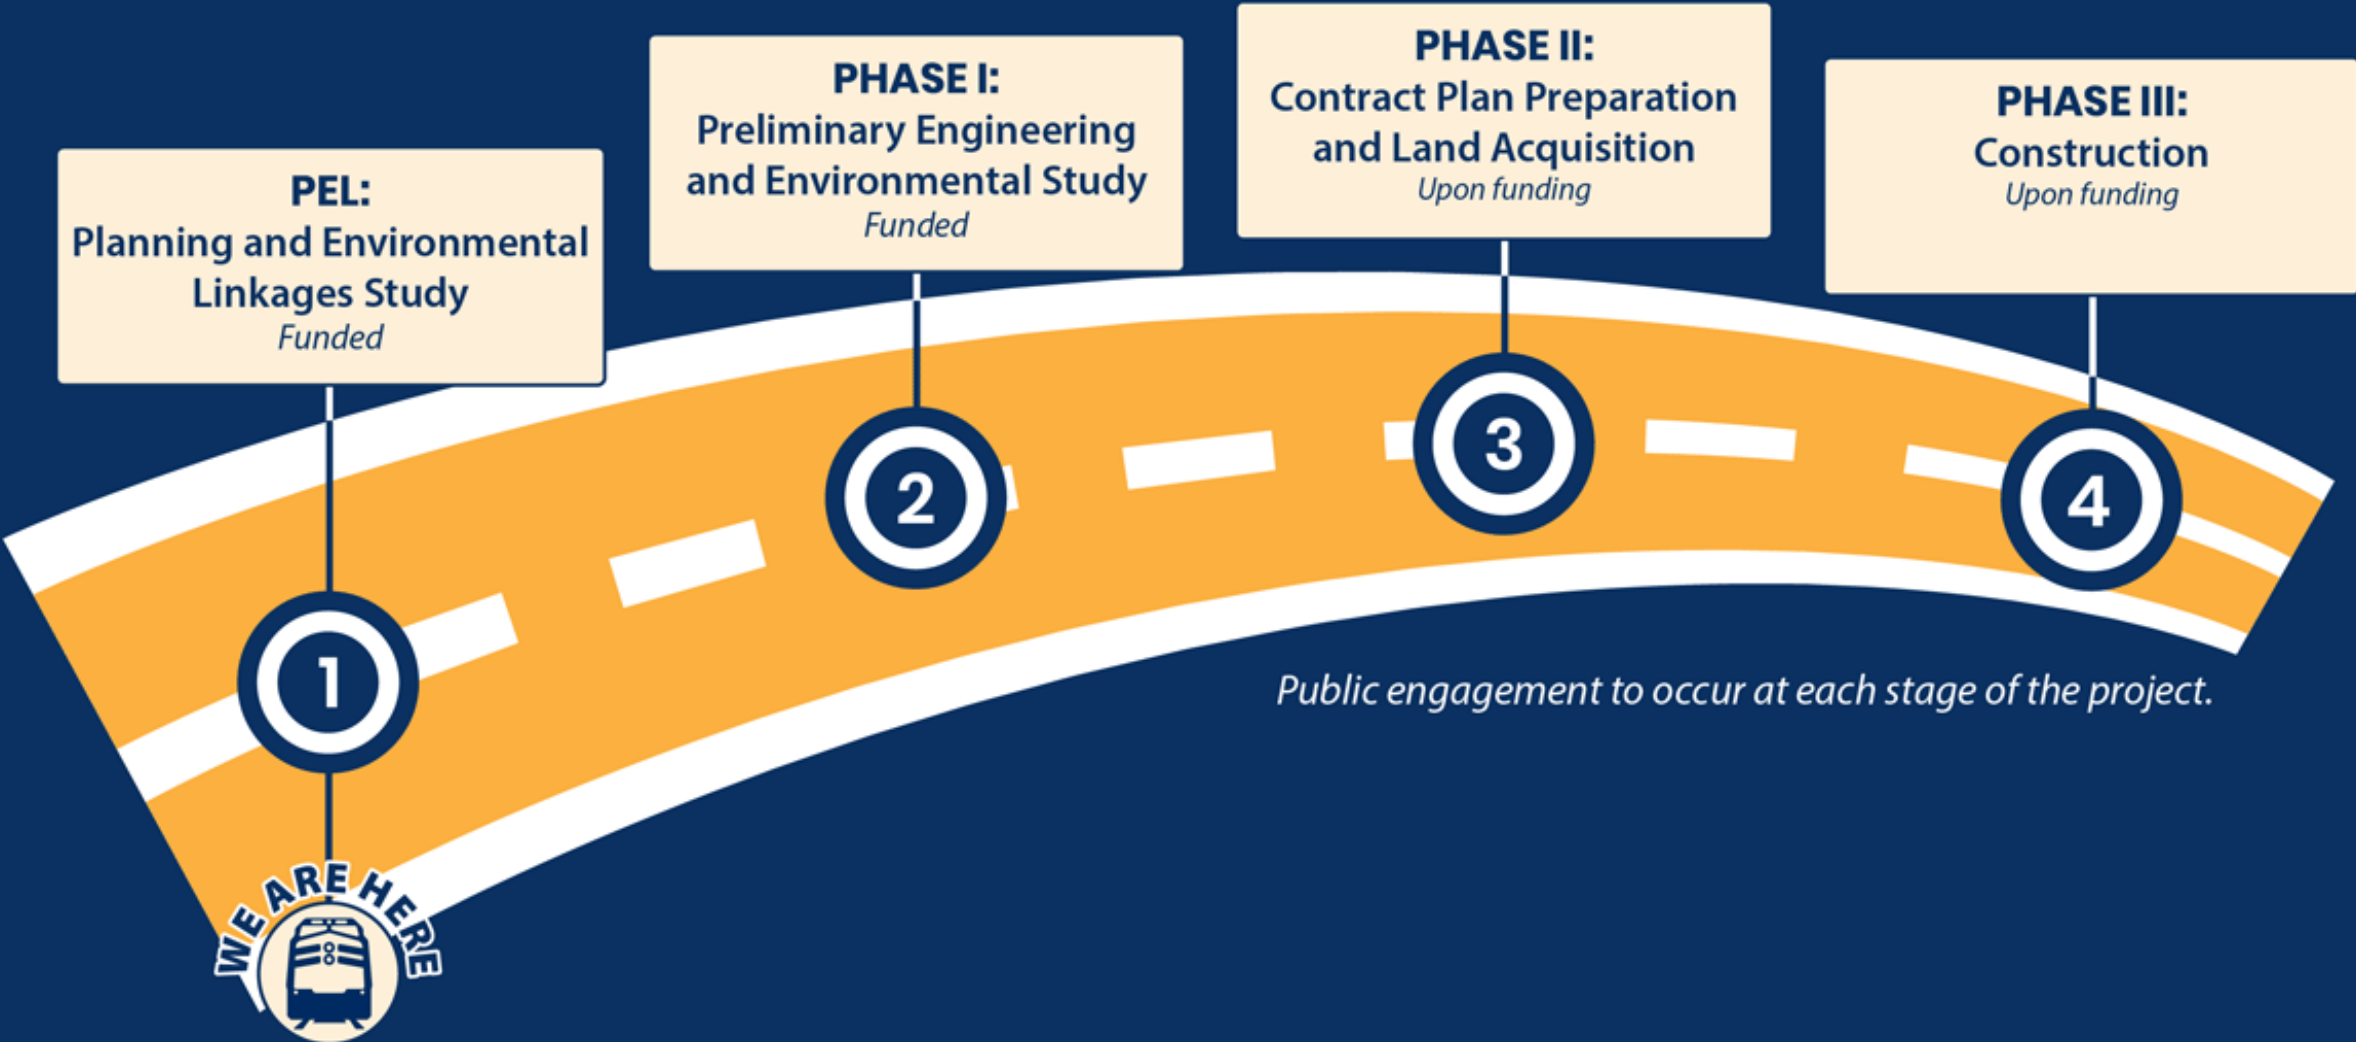 PEL:
Planning and Environmental
Linkages Study
Funded
PHASE I:
Preliminary Engineering
and Environmental Study
Funded
PHASE II:
Contract Plan Preparation
and Land Acquisition
Upon funding
PHASE III:
Construction
Upon funding
1
2
3
4
Public engagement to occur at each stage of the project.
WE ARE HERE